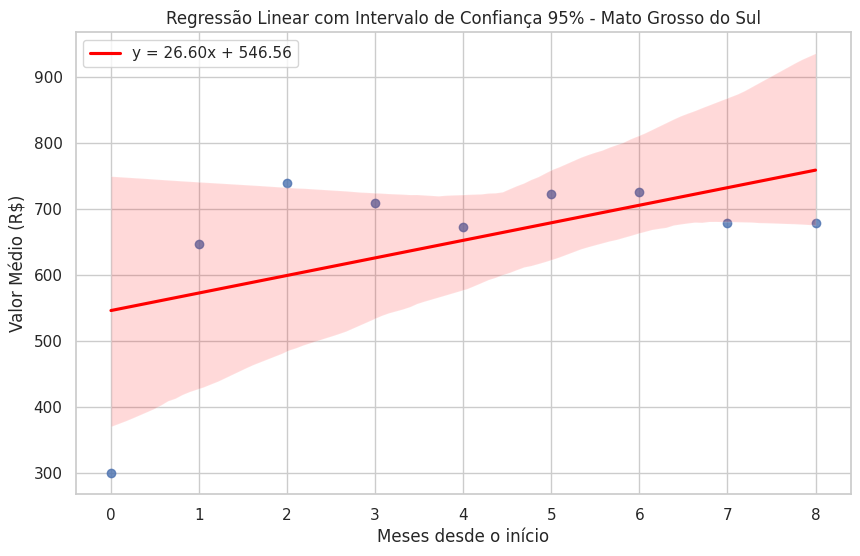 Regressão Linear com Intervalo de Confiança 95% - Mato Grosso do Sul
y = 26.60x + 546.56
900
800
700
600
500
400
300
Valor Médio (R$)
0 1 2 3 4 5 6 7 8
Meses desde o início